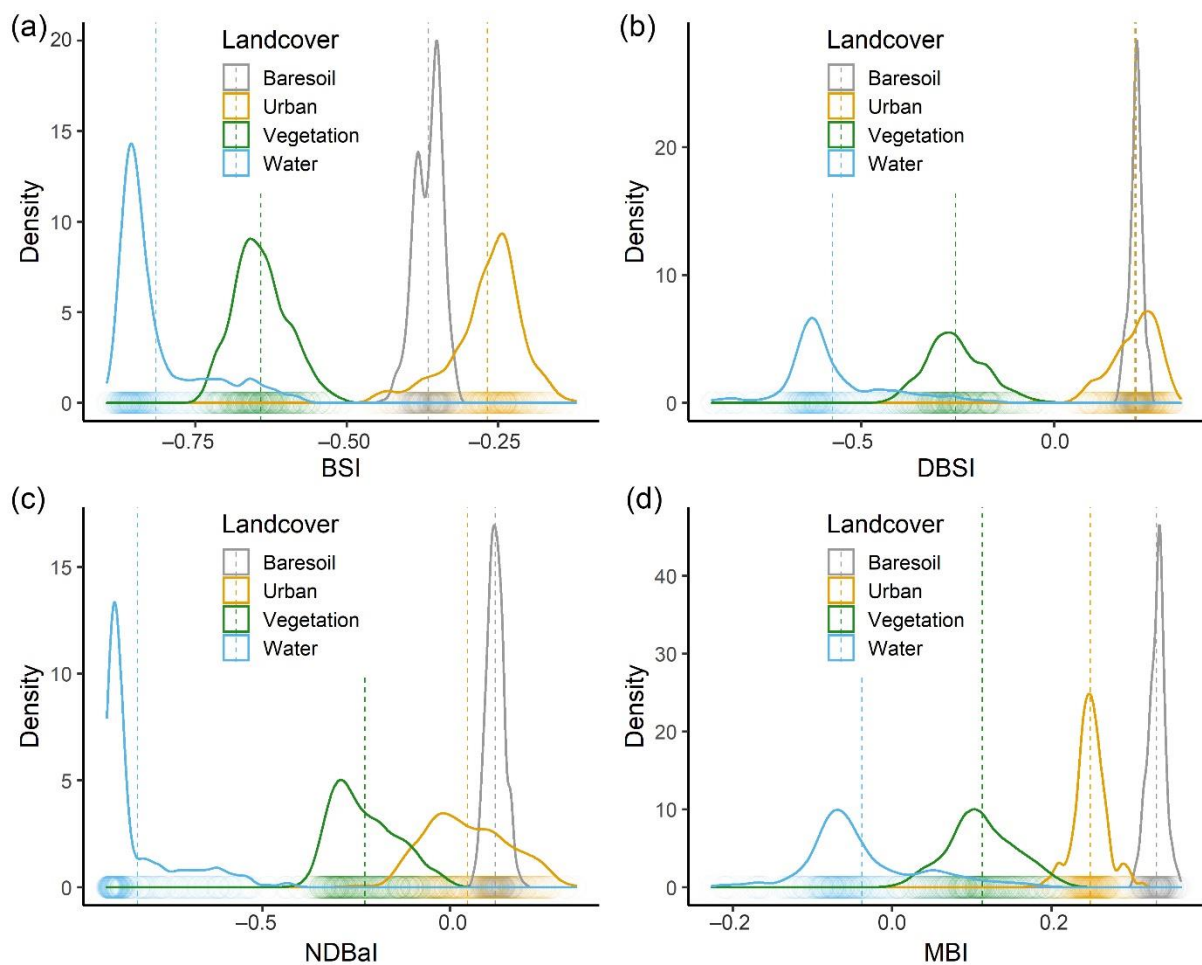 (a)
Landcover
Baresoil
Urban
Vegetation
Water
Density
20
15
10
5
0
−0.75
−0.50
−0.25
BSI
(b)
Landcover
Baresoil
Urban
Vegetation
Water
Density
20
10
0
−0.5
0.0
DBSI
(c)
Landcover
Baresoil
Urban
Vegetation
Water
Density
15
10
5
0
−0.5
0.0
NDBaI
(d)
Landcover
Baresoil
Urban
Vegetation
Water
Density
40
30
20
10
0
−0.2
0.0
0.2
MBI